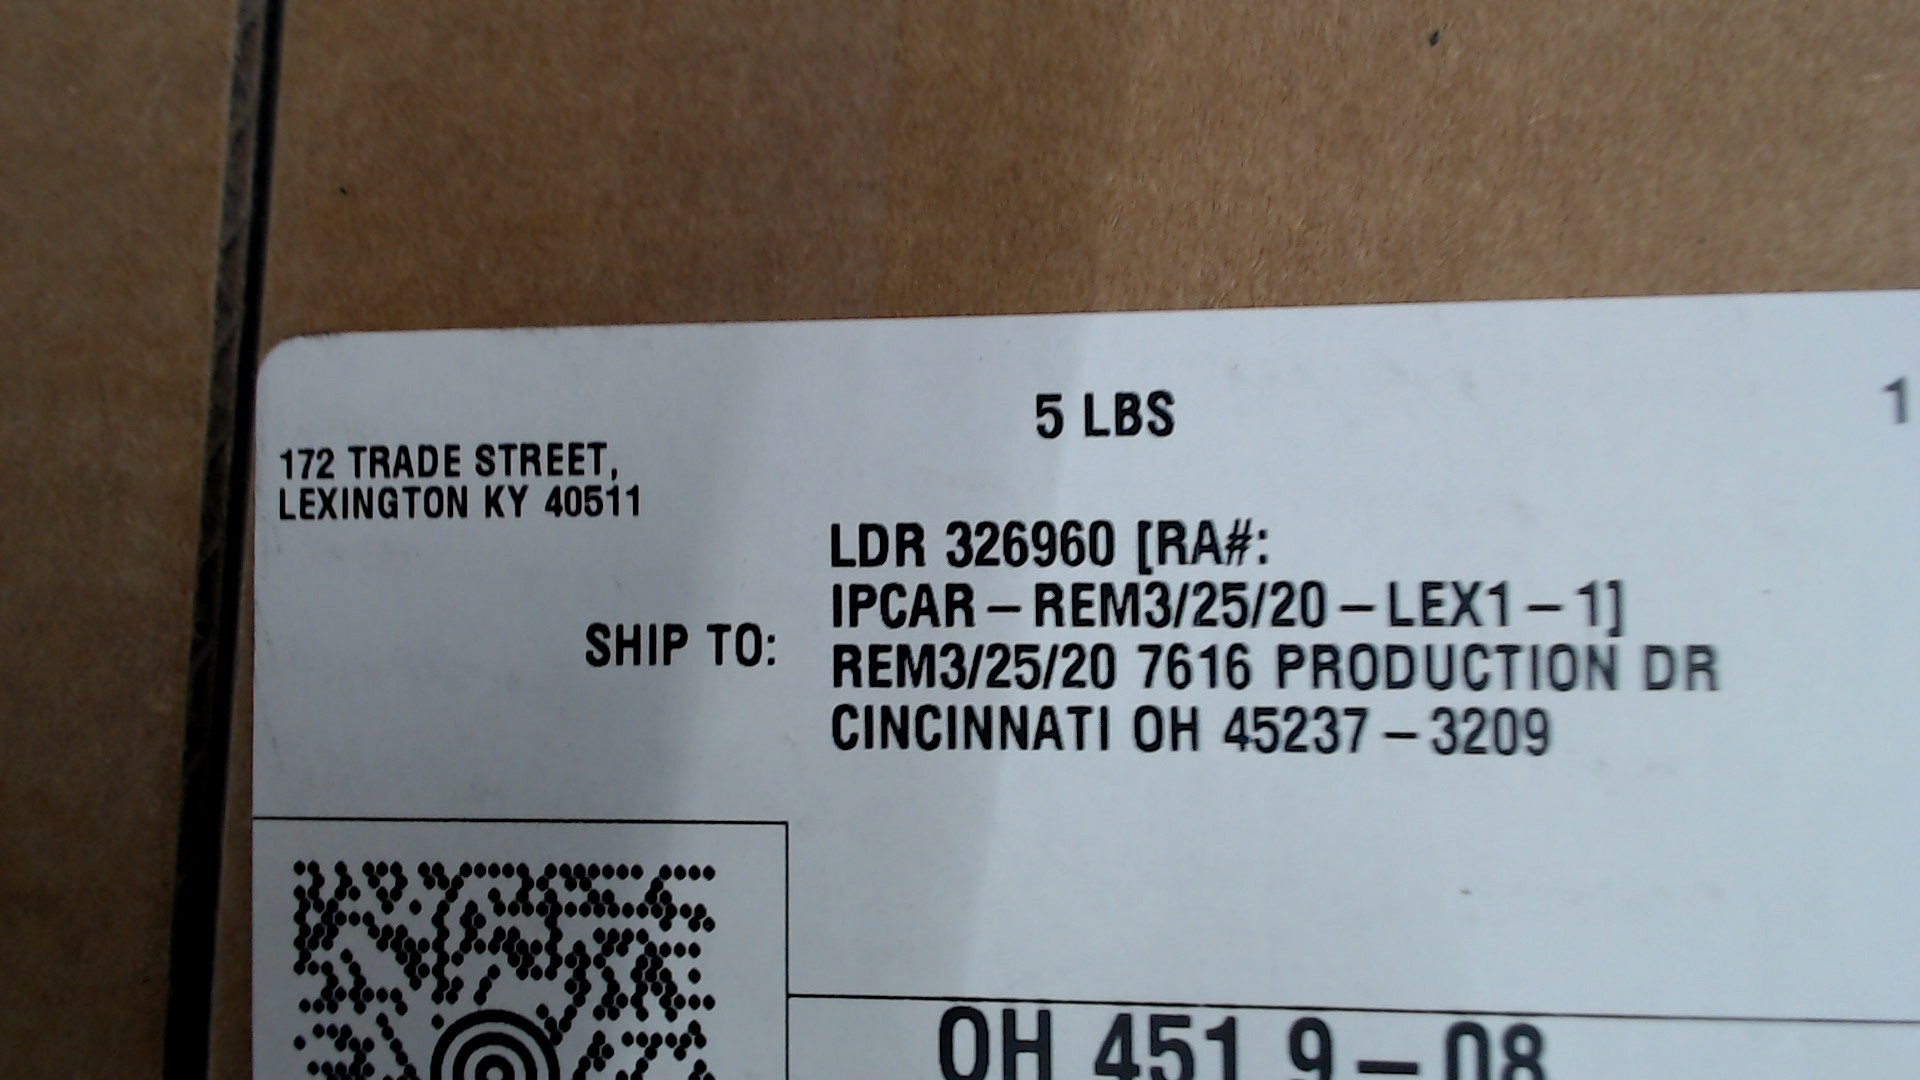 5 LBS
1
172 TRADE STREET,
LEXINGTON KY 40511
LDR 326960 [RA#:
IPCAR – REM3/25/20 – LEX1 – 1]
SHIP TO:
REM3/25/20 7616 PRODUCTION DR
CINCINNATI OH 45237 – 3209
OH 451 9 – 08